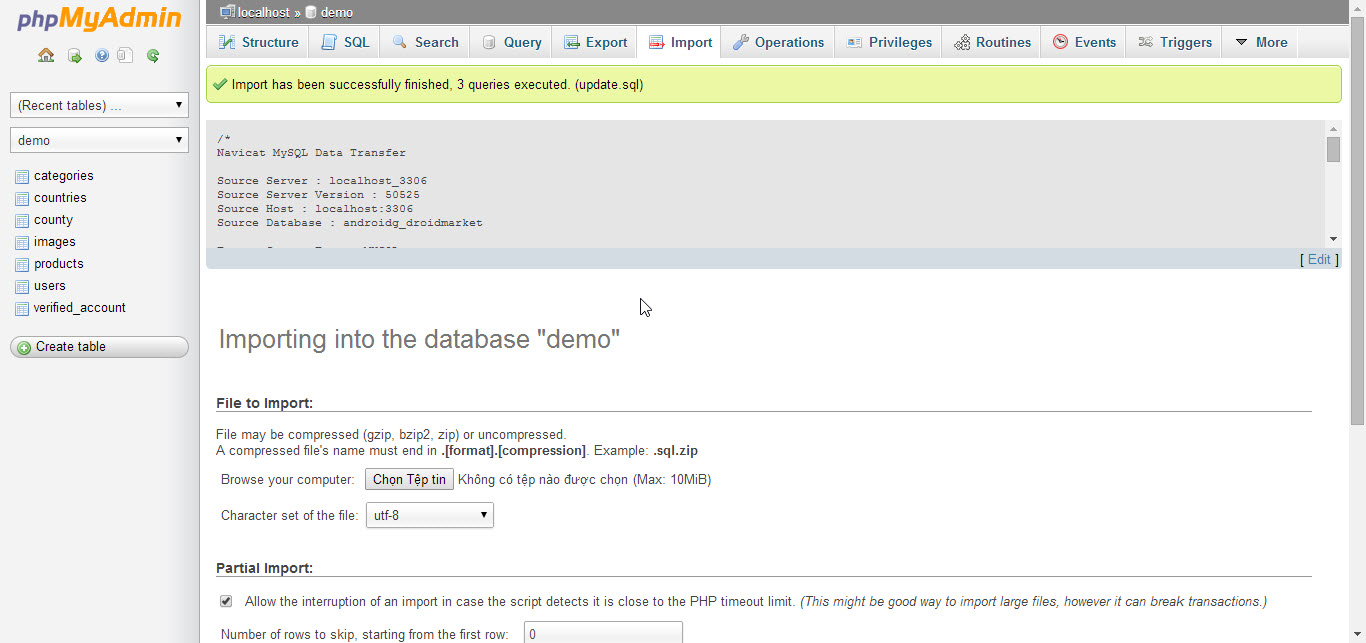 phpMyAdmin
(Recent tables) ...
demo
categories
countries
county
images
products
users
verified_account
Create table
localhost » demo
Structure SQL Search Query Export Import Operations Privileges Routines Events Triggers More
Import has been successfully finished, 3 queries executed. (update.sql)
/*
Navicat MySQL Data Transfer
Source Server : localhost_3306
Source Server Version : 50525
Source Host : localhost:3306
Source Database : androidg_droidmarket
[ Edit ]
Importing into the database "demo"
File to Import:
File may be compressed (gzip, bzip2, zip) or uncompressed.
A compressed file's name must end in .[format].[compression]. Example: .sql.zip
Browse your computer: Chọn Tệp tin Không có tệp nào được chọn (Max: 10MiB)
Character set of the file: utf-8
Partial Import:
Allow the interruption of an import in case the script detects it is close to the PHP timeout limit. (This might be good way to import large files, however it can break transactions.)
Number of rows to skip, starting from the first row: 0